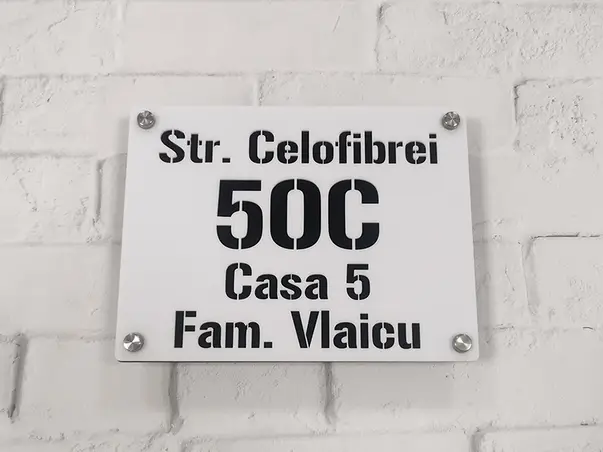 Str. Celofibrei
50C
Casa 5
Fam. Vlaicu